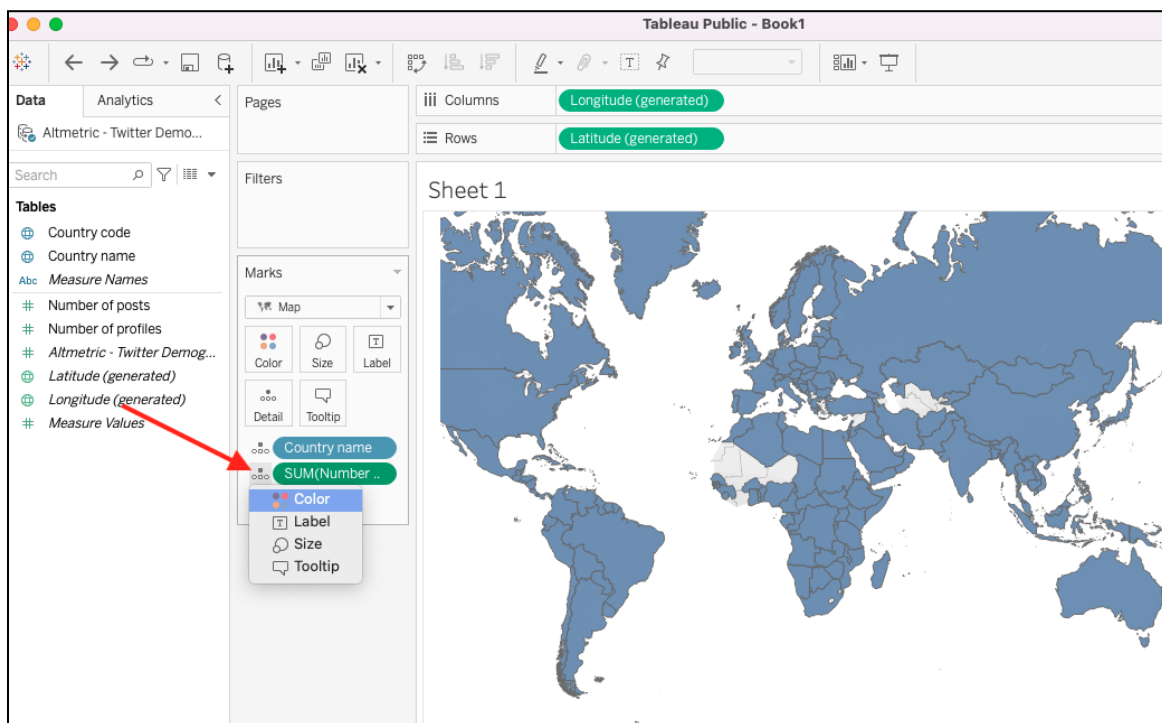 Tableau Public - Book1
Data
Analytics
Altmetric - Twitter Demo...
Search
Tables
Country code
Country name
Abc Measure Names
# Number of posts
# Number of profiles
# Altmetric - Twitter Demog...
Latitude (generated)
Longitude (generated)
# Measure Values
Pages
Filters
Marks
Map
Color
Size
T
Label
Detail
Tooltip
Country name
SUM(Number ..
Color
T Label
Size
Tooltip
T
iii Columns
Longitude (generated)
Rows
Latitude (generated)
Sheet 1